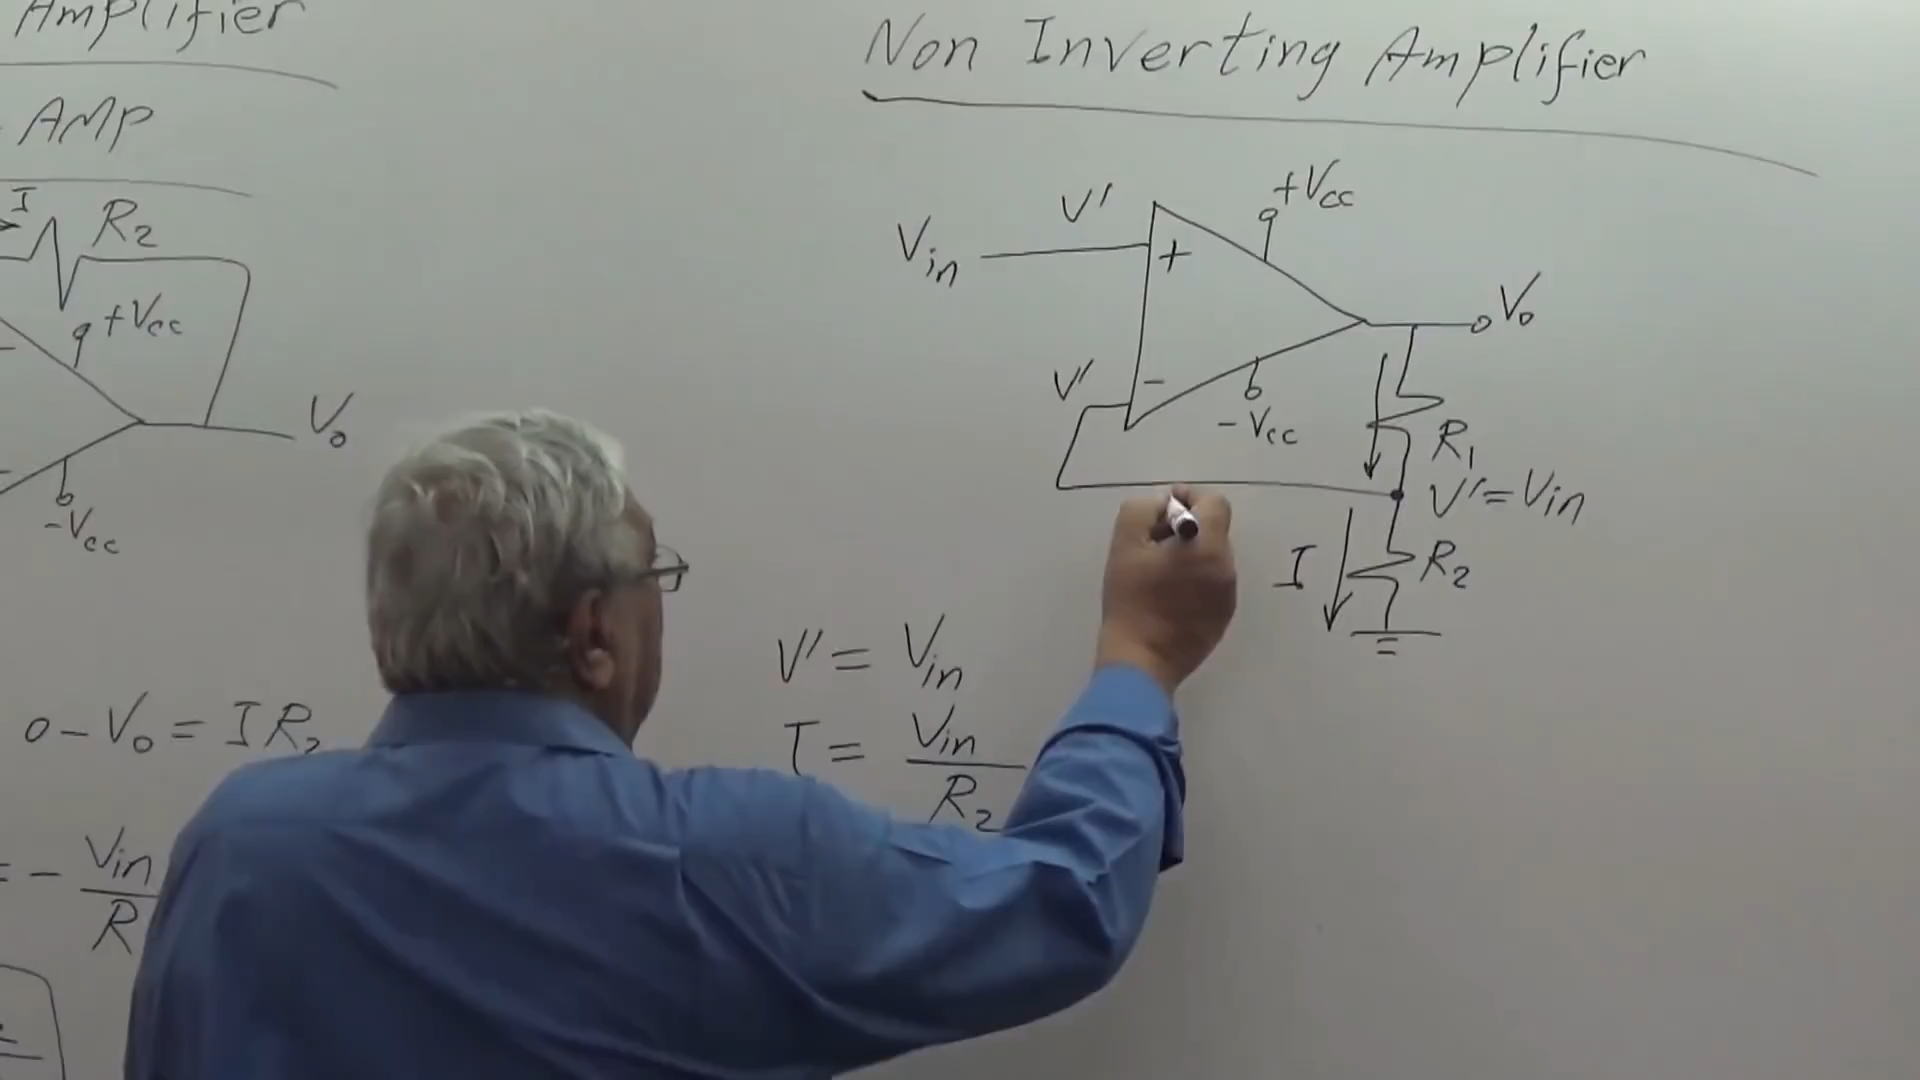 Amplifier
AMP
I
R2
+Vcc
Vo
-Vcc
o - Vo = I R2
= - Vin
R
Non Inverting Amplifier
+Vcc
V'
Vin
+
Vo
V'
-
-Vcc
R1
V' = Vin
I
R2
V' = Vin
I = Vin
R2